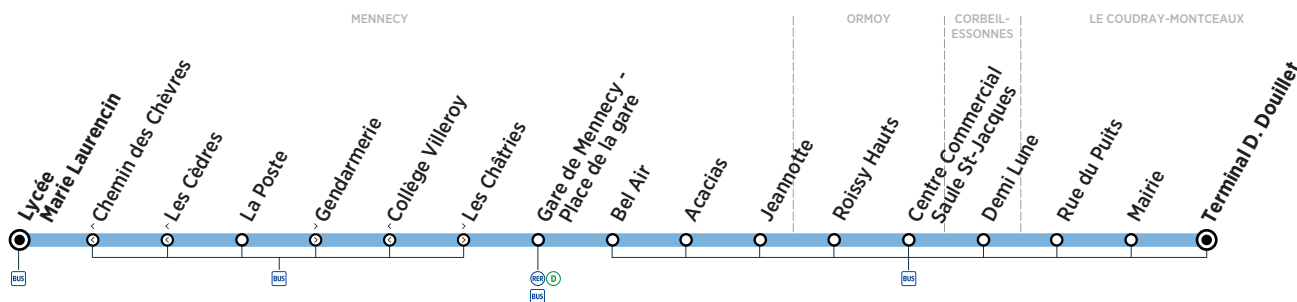 MENNECY
ORMOY
CORBEIL-
ESSONNES
LE COUDRAY-MONTCEAUX
Lycée
Marie Laurencin
Chemin des Chèvres
Les Cèdres
La Poste
Gendarmerie
Collège Villeroy
Les Châtries
Gare de Mennecy -
Place de la gare
Bel Air
Acacias
Jeannotte
Roissy Hauts
Centre Commercial
Saule St-Jacques
Demi Lune
Rue du Puits
Mairie
Terminal D. Douillet
BUS
BUS
RER D
BUS
BUS